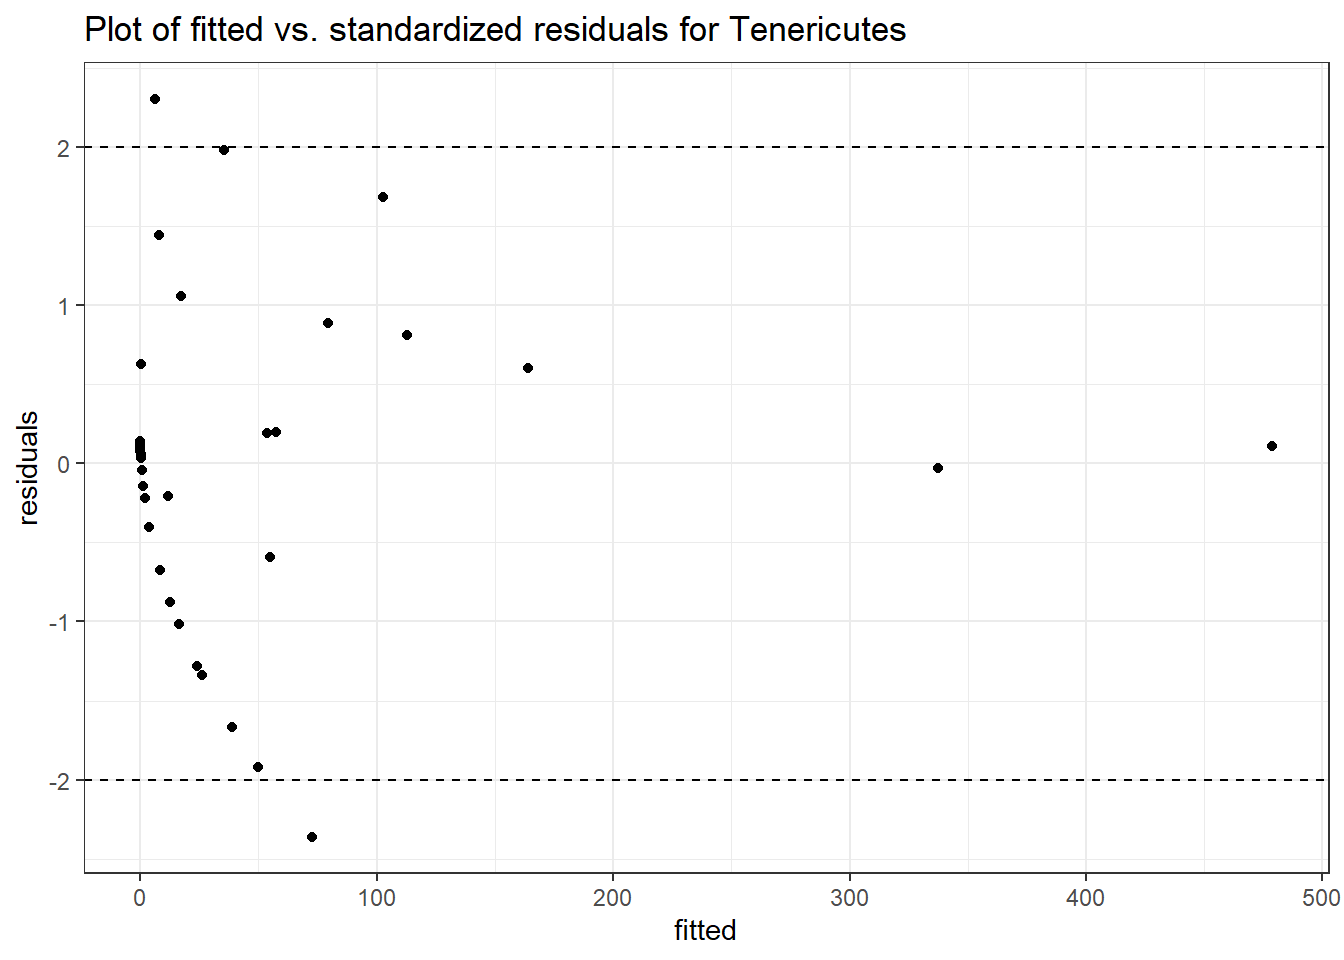 Plot of fitted vs. standardized residuals for Tenericutes
2
1
0
-1
-2
residuals
0 100 200 300 400 500
fitted